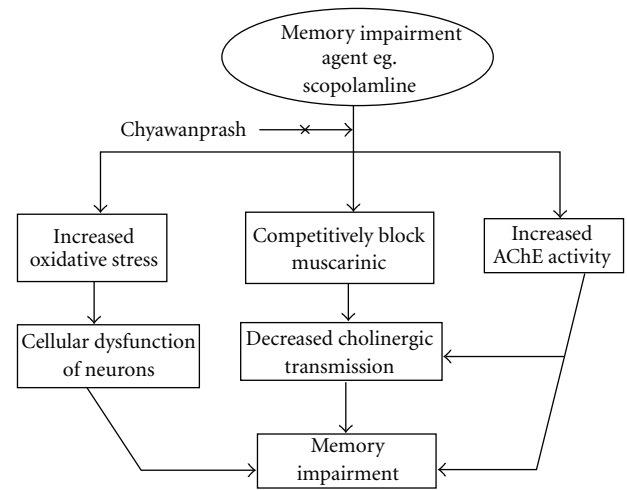 Memory impairment
agent eg.
scopolamline
Chyawanprash
Increased
oxidative stress
Competitively block
muscarinic
Increased
AChE activity
Cellular dysfunction
of neurons
Decreased cholinergic
transmission
Memory
impairment